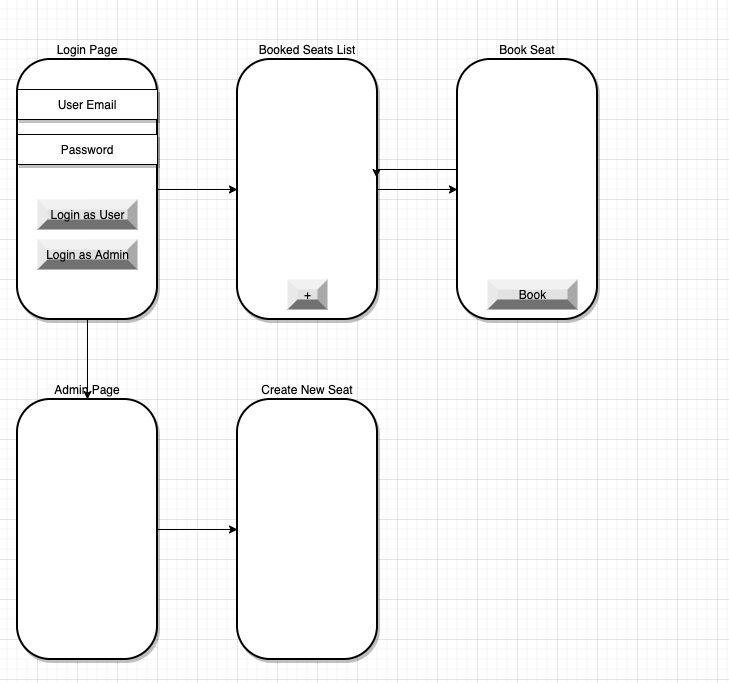 Login Page
Booked Seats List
Book Seat
User Email
Password
Login as User
Login as Admin
+
Book
Admin Page
Create New Seat